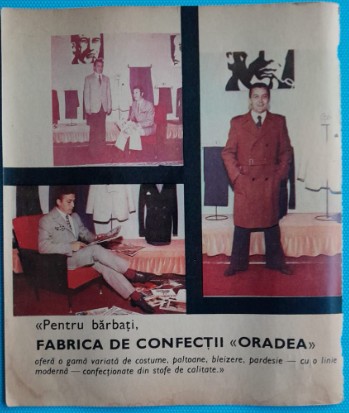 «Pentru bărbați,
FABRICA DE CONFECȚII «ORADEA»
oferă o gamă variată de costume, paltoane, bleizere, pardesie — cu o linie
modernă — confecționate din stofe de calitate.»